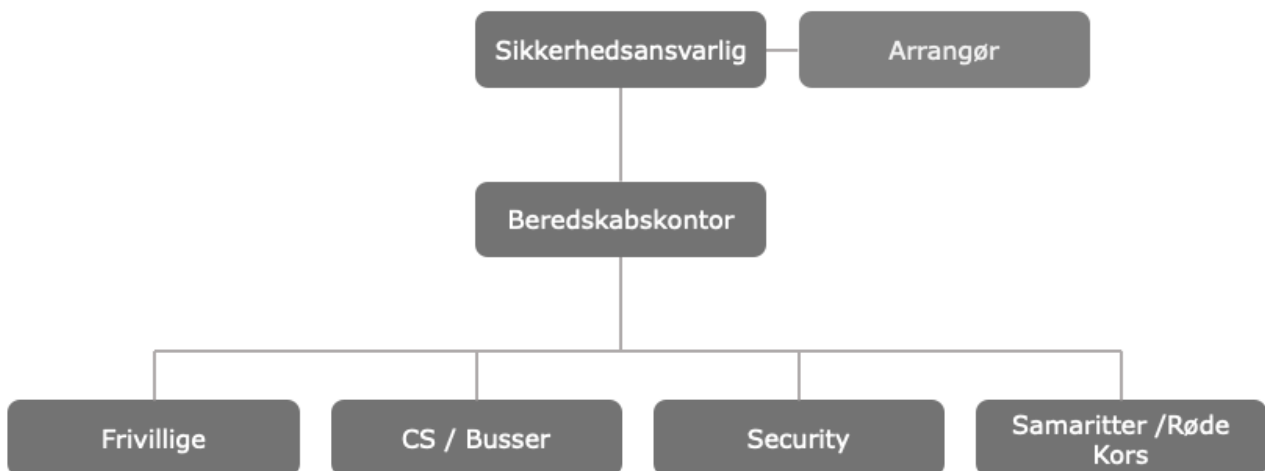 Sikkerhedsansvarlig
Arrangør
Beredskabskontor
Frivillige
CS / Busser
Security
Samaritter /Røde
Kors